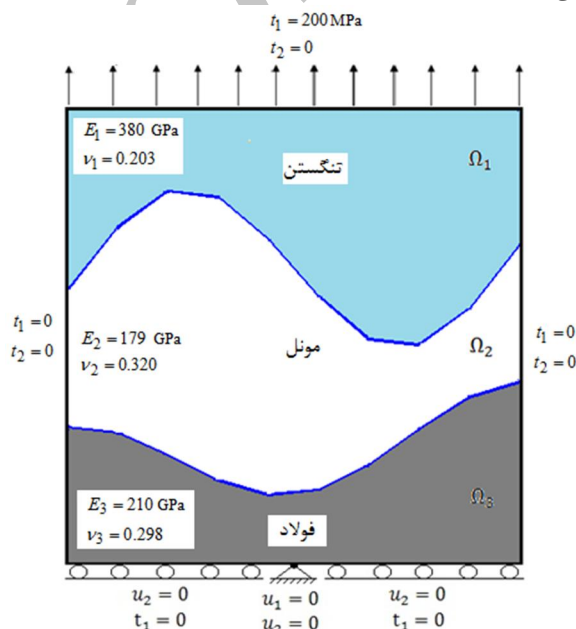 t₁ = 200 MPa
t₂ = 0
E₁ = 380 GPa
ν₁ = 0.203
تنگستن
Ω₁
t₁ = 0
t₂ = 0
E₂ = 179 GPa
ν₂ = 0.320
مونل
Ω₂
t₁ = 0
t₂ = 0
E₃ = 210 GPa
ν₃ = 0.298
فولاد
Ω₃
u₂ = 0
t₁ = 0
u₁ = 0
u₂ = 0
u₂ = 0
t₁ = 0